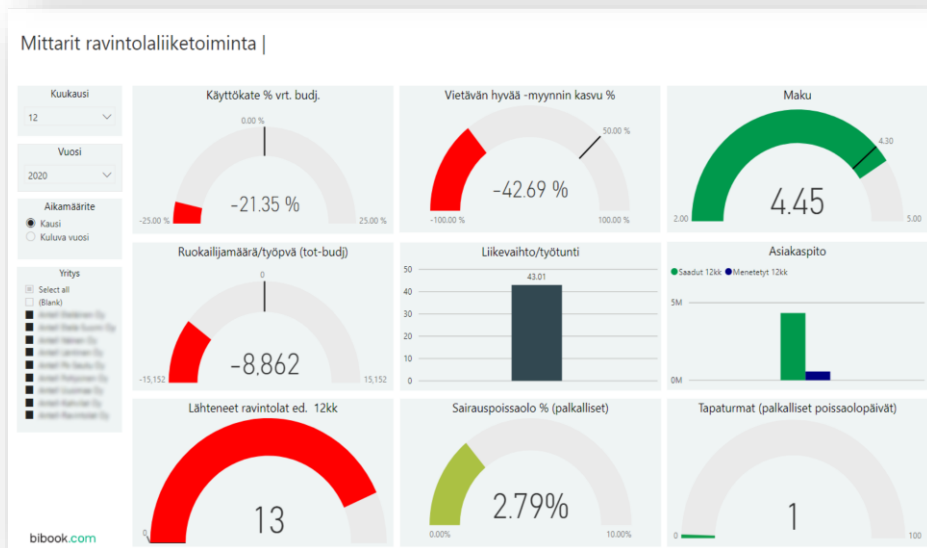 Mittarit ravintolaliiketoiminta |
Kuukausi
12
Vuosi
2020
Aikamäärite
Kausi
Kuluva vuosi
Yritys
Select all
(Blank)
Käyttökate % vrt. budj.
0.00 %
-25.00 %
-21.35 %
25.00 %
Vietävän hyvää -myynnin kasvu %
50.00 %
-100.00 %
-42.69 %
100.00 %
Maku
4.30
2.00
4.45
5.00
Ruokailijamäärä/työpvä (tot-budj)
0
-15,152
-8,862
15,152
Liikevaihto/työtunti
50
43.01
40
30
20
10
0
Asiakaspito
Saadut 12kk
Menetetyt 12kk
5M
0M
Lähteneet ravintolat ed. 12kk
0
13
Sairauspoissaolo % (palkalliset)
0.00%
2.79%
10.00%
Tapaturmat (palkalliset poissaolopäivät)
0
1
100
bibook.com